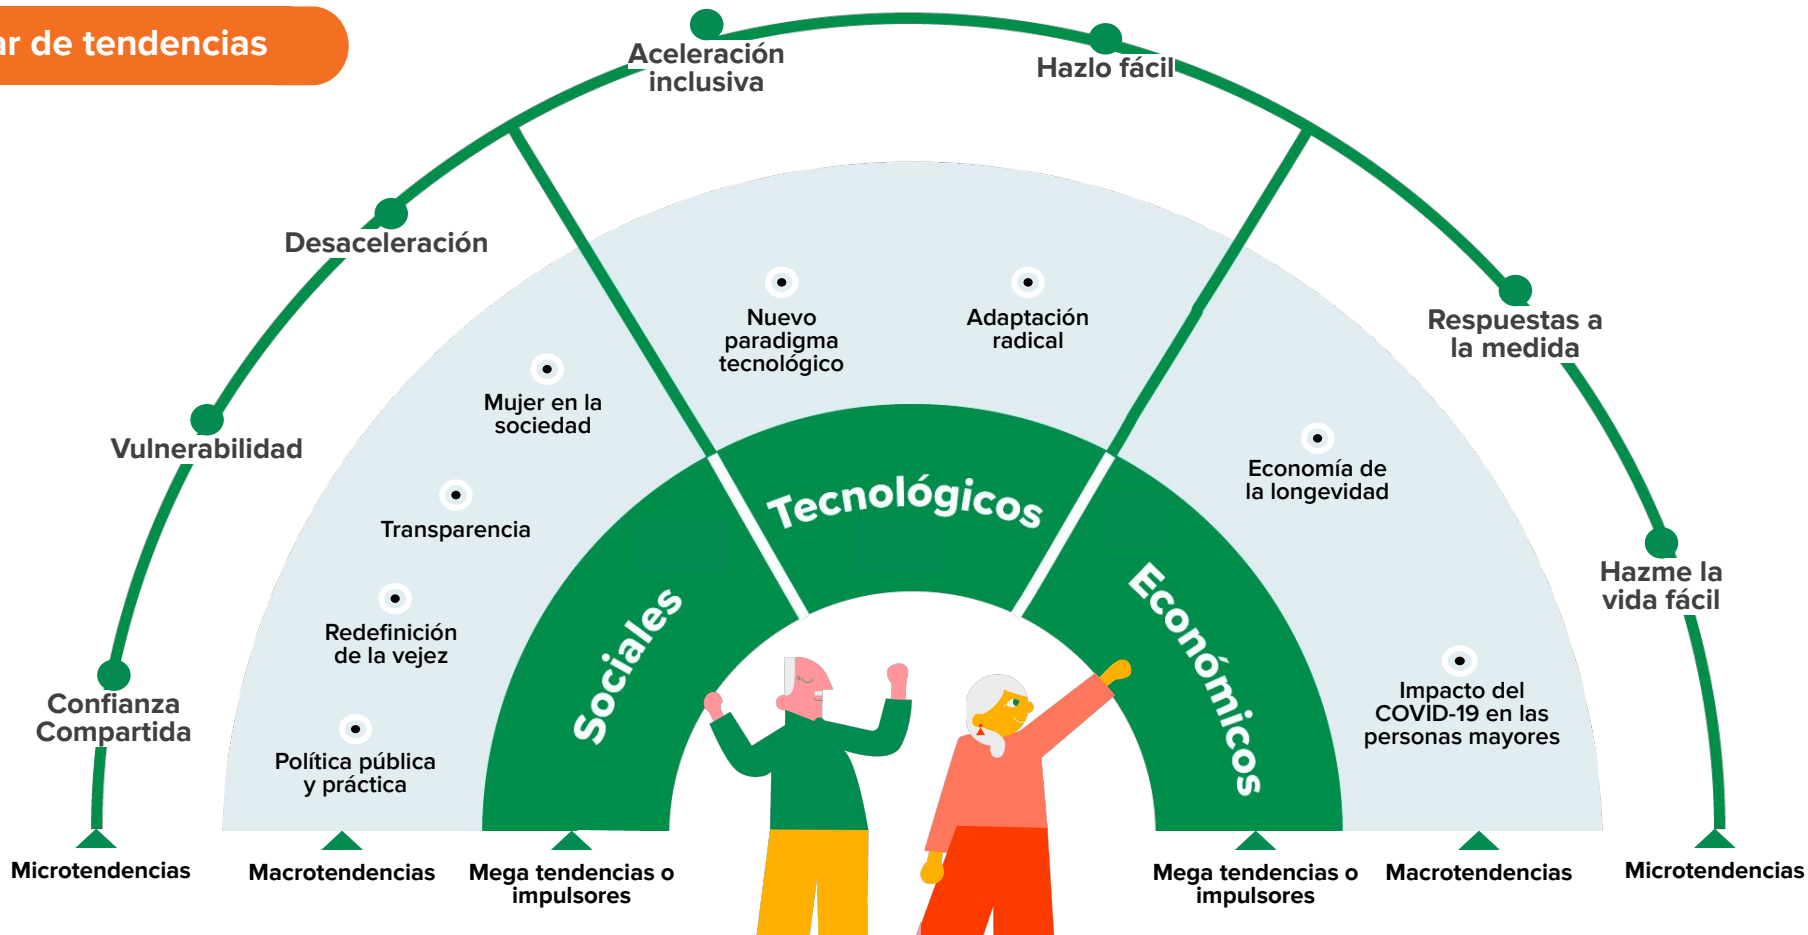 ar de tendencias
Aceleración
inclusiva
Hazlo fácil
Desaceleración
Respuestas a
la medida
Vulnerabilidad
Hazme la
vida fácil
Confianza
Compartida
Nuevo
paradigma
tecnológico
Adaptación
radical
Mujer en la
sociedad
Economía de
la longevidad
Transparencia
Redefinición
de la vejez
Impacto del
COVID-19 en las
personas mayores
Política pública
y práctica
Sociales
Tecnológicos
Económicos
Microtendencias
Macrotendencias
Mega tendencias o
impulsores
Mega tendencias o
impulsores
Macrotendencias
Microtendencias